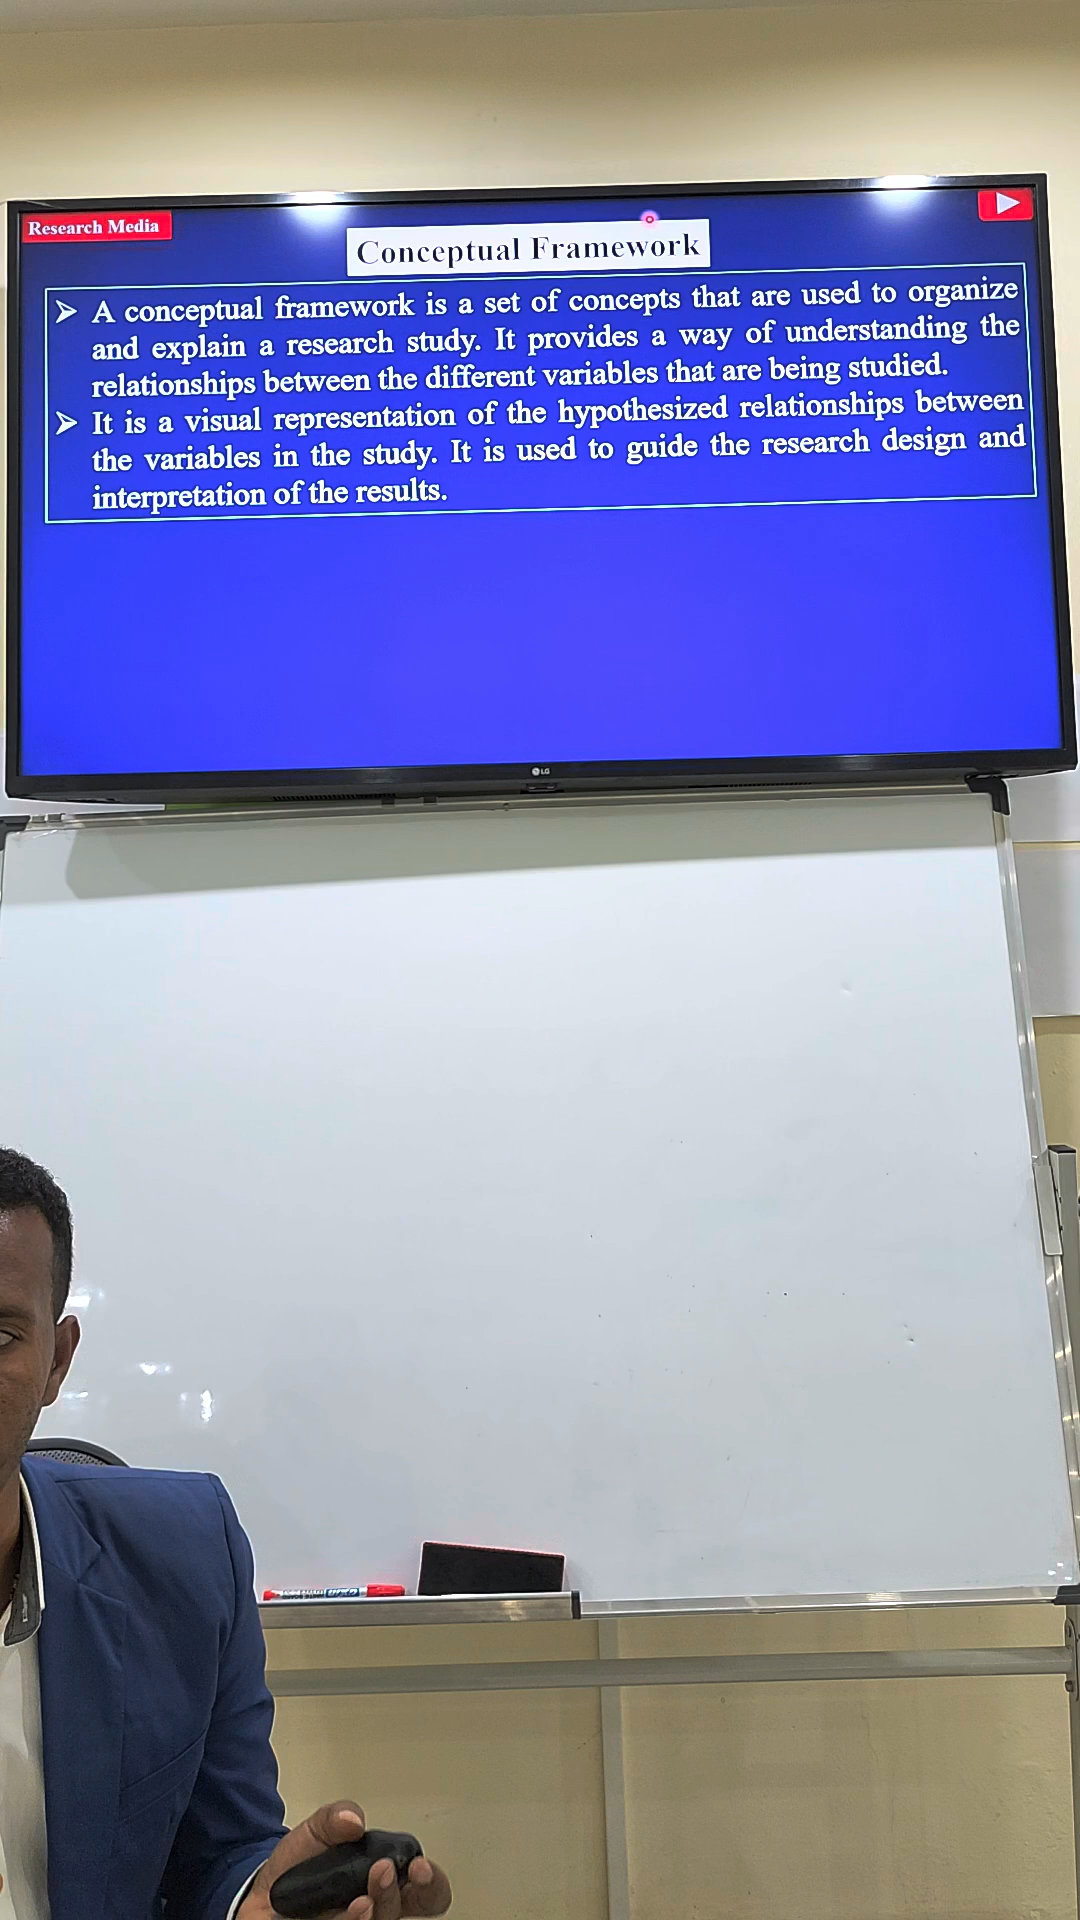 Research Media
Conceptual Framework
➢ A conceptual framework is a set of concepts that are used to organize
and explain a research study. It provides a way of understanding the
relationships between the different variables that are being studied.
➢ It is a visual representation of the hypothesized relationships between
the variables in the study. It is used to guide the research design and
interpretation of the results.
LG